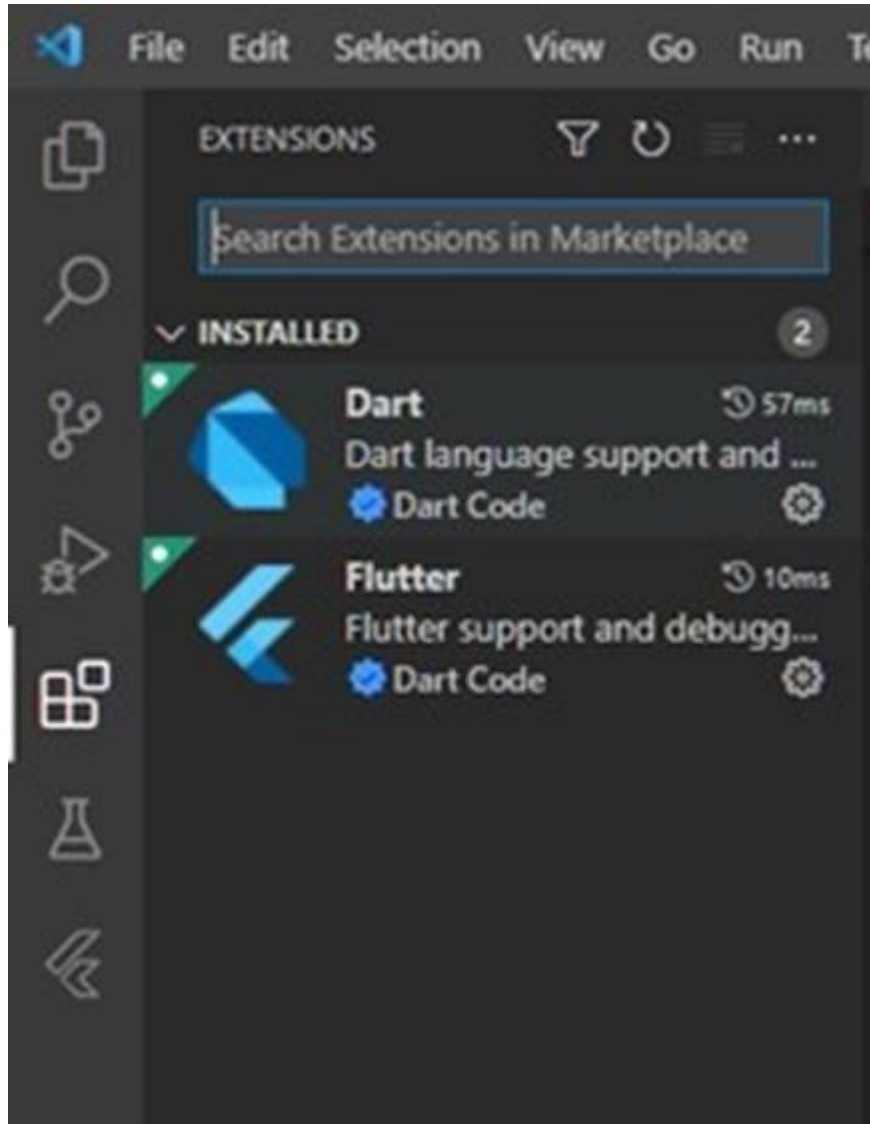 File Edit Selection View Go Run Te
EXTENSIONS
Search Extensions in Marketplace
INSTALLED 2
Dart 57ms
Dart language support and ...
Dart Code
Flutter 10ms
Flutter support and debugg...
Dart Code